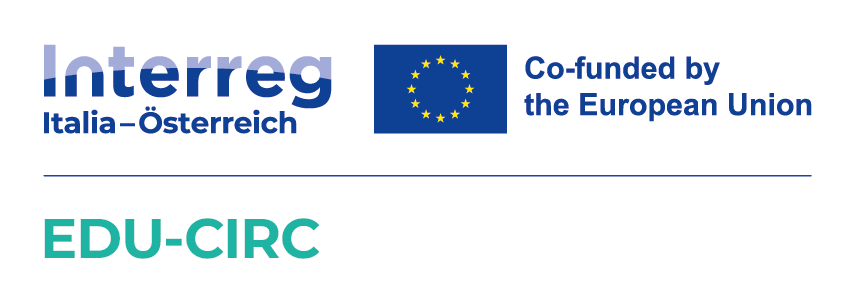 Interreg
Italia–Österreich
Co-funded by
the European Union
EDU-CIRC